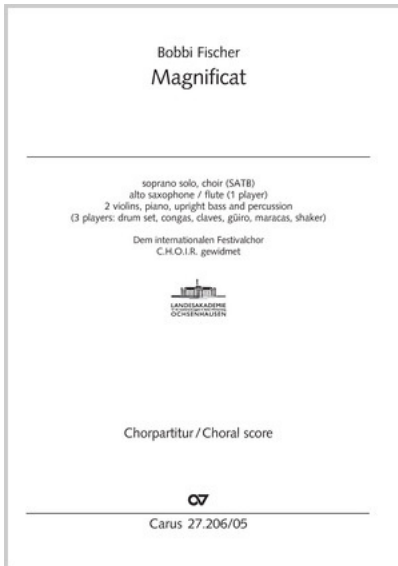 Bobbi Fischer
Magnificat
soprano solo, choir (SATB)
alto saxophone / flute (1 player)
2 violins, piano, upright bass and percussion
(3 players: drum set, congas, claves, güiro, maracas, shaker)
Dem internationalen Festivalchor
C.H.O.I.R. gewidmet
LANDESAKADEMIE
OCHSENHAUSEN
Chorpartitur / Choral score
Carus 27.206/05